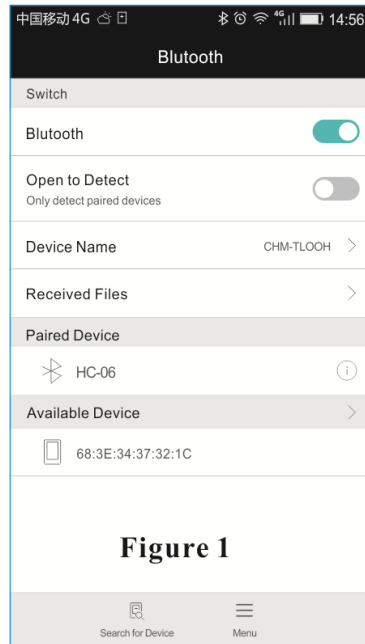 中国移动 4G 4G 14:56
Blutooth
Switch
Blutooth
Open to Detect
Only detect paired devices
Device Name CHM-TLOOH
Received Files
Paired Device
HC-06
Available Device
68:3E:34:37:32:1C
Figure 1
Search for Device Menu